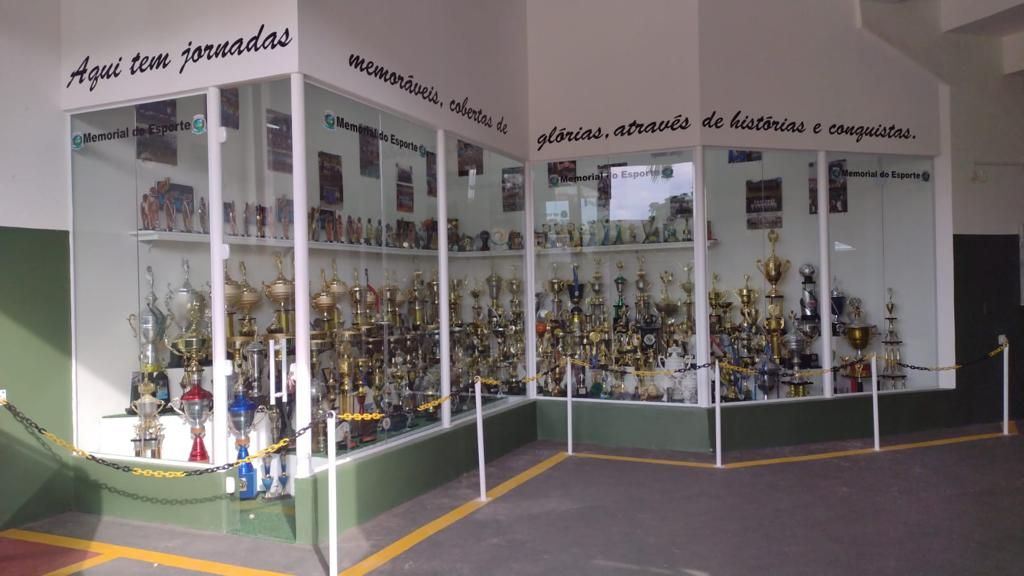 Aqui tem jornadas
memoráveis, cobertas de
glórias, através de histórias e conquistas.
Memorial do Esporte
Memorial do Esporte
Memorial do Esporte
Memorial do Esporte